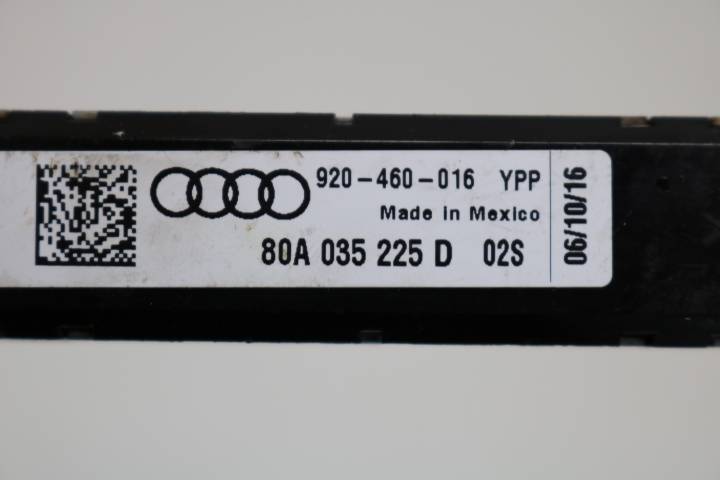 920-460-016 YPP
Made in Mexico
80A 035 225 D 02S
06/10/16